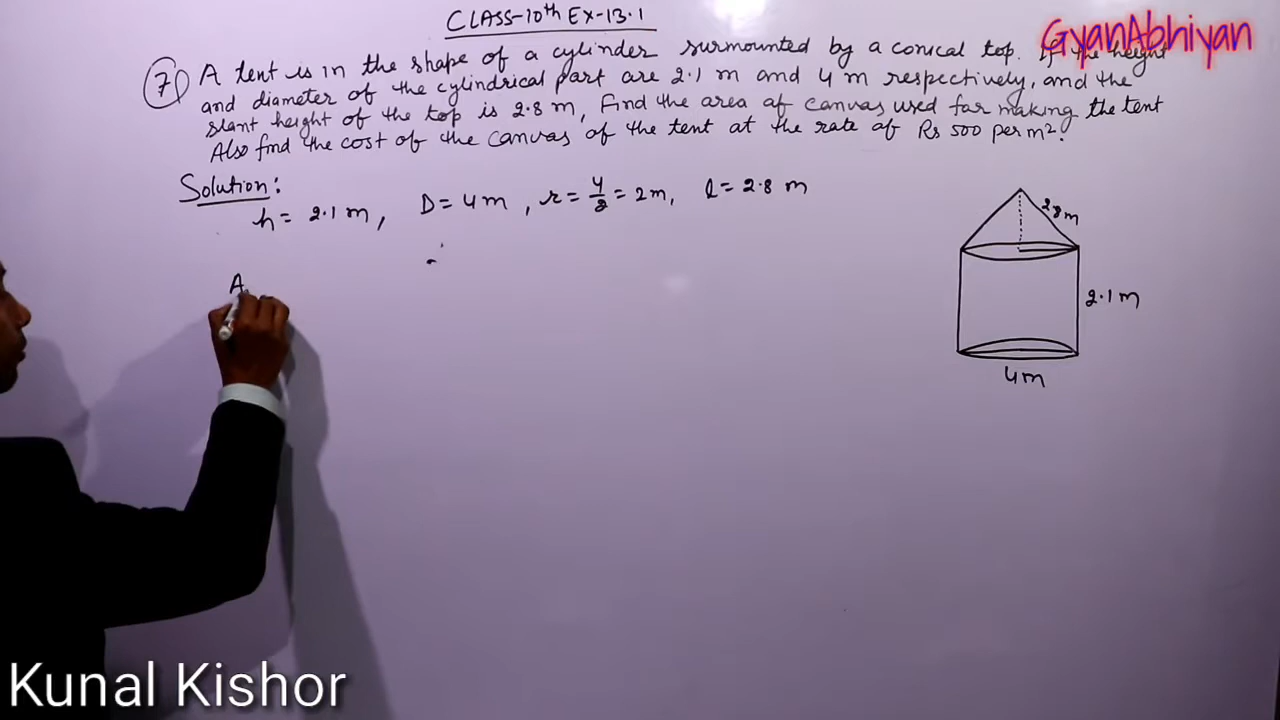 CLASS-10th EX-13.1
GyanAbhiyan
7) A tent is in the shape of a cylinder surmounted by a conical top. If the height
and diameter of the cylindrical part are 2.1 m and 4 m respectively, and the
slant height of the top is 2.8 m, Find the area of canvas used for making the tent
Also find the cost of the canvas of the tent at the rate of Rs 500 per m².
Solution:
h = 2.1 m, D = 4 m, r = 4/2 = 2 m, l = 2.8 m
2.8 m
2.1 m
4 m
A
Kunal Kishor